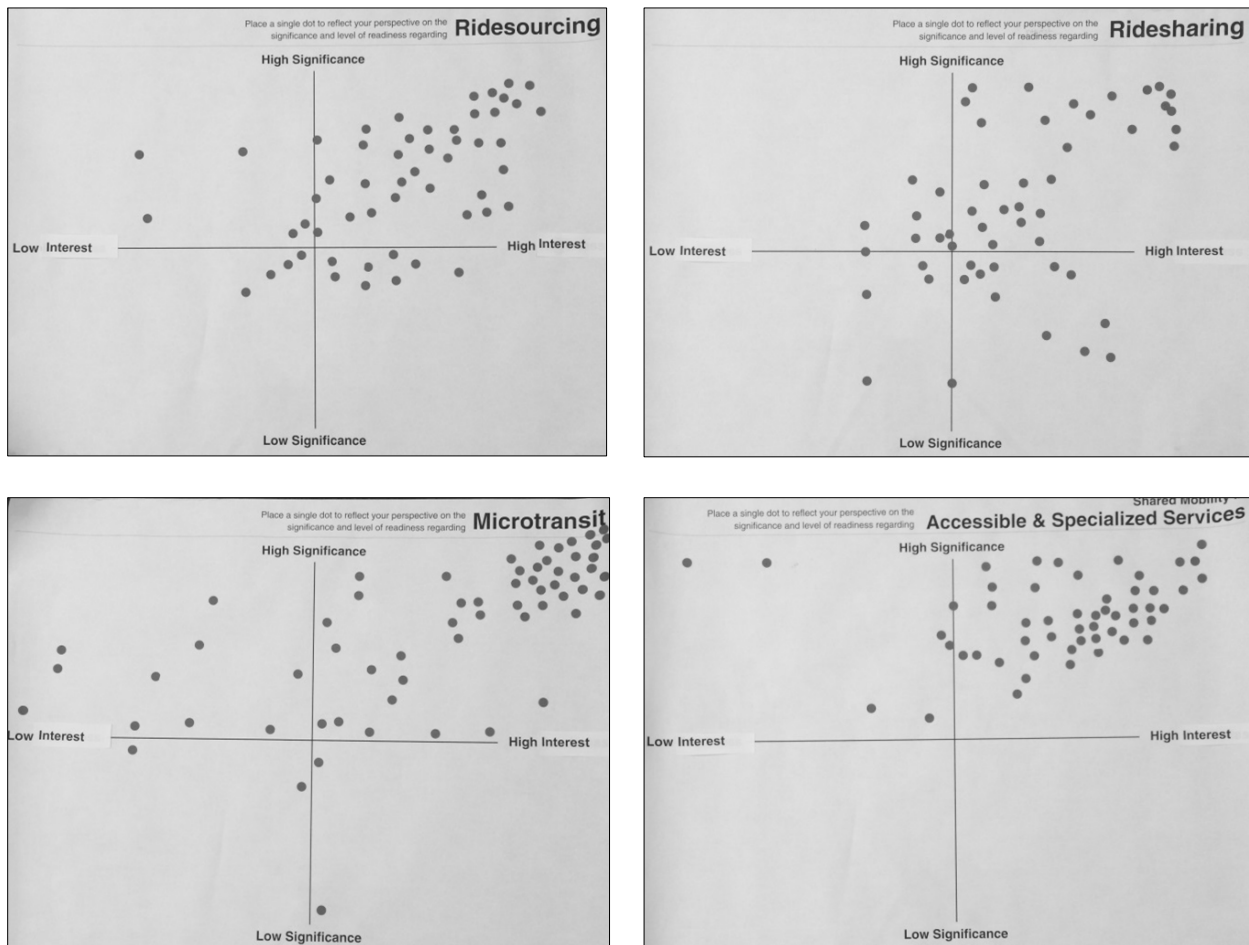 Place a single dot to reflect your perspective on the
significance and level of readiness regarding
Ridesourcing
High Significance
Low Interest
High Interest
Low Significance
Place a single dot to reflect your perspective on the
significance and level of readiness regarding
Ridesharing
High Significance
Low Interest
High Interest
Low Significance
Place a single dot to reflect your perspective on the
significance and level of readiness regarding
Microtransit
High Significance
Low Interest
High Interest
Low Significance
Shared Mobility
Place a single dot to reflect your perspective on the
significance and level of readiness regarding
Accessible & Specialized Services
High Significance
Low Interest
High Interest
Low Significance